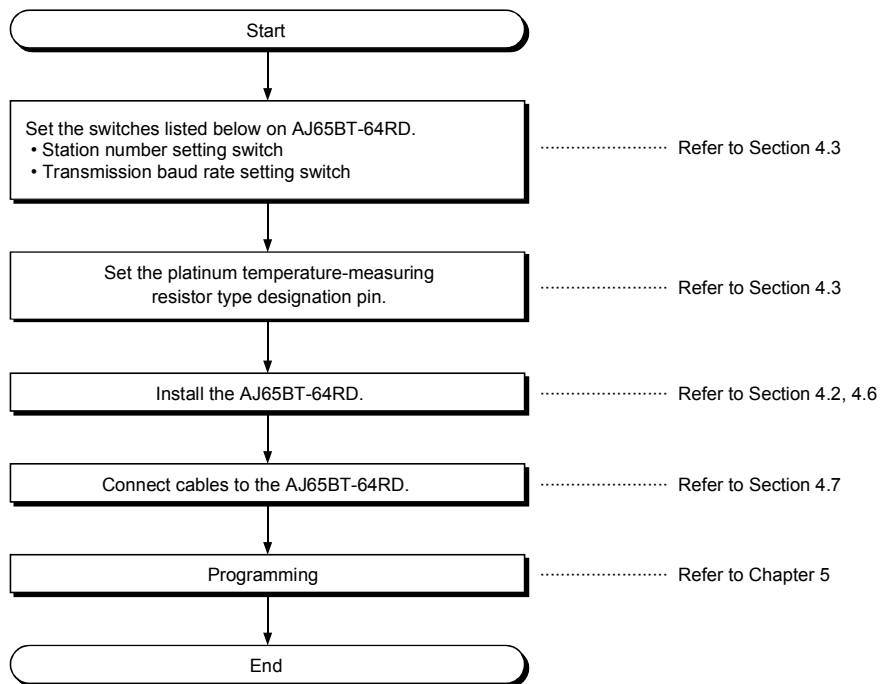 Start
Set the switches listed below on AJ65BT-64RD.
• Station number setting switch
• Transmission baud rate setting switch
Refer to Section 4.3
Set the platinum temperature-measuring
resistor type designation pin.
Refer to Section 4.3
Install the AJ65BT-64RD.
Refer to Section 4.2, 4.6
Connect cables to the AJ65BT-64RD.
Refer to Section 4.7
Programming
Refer to Chapter 5
End